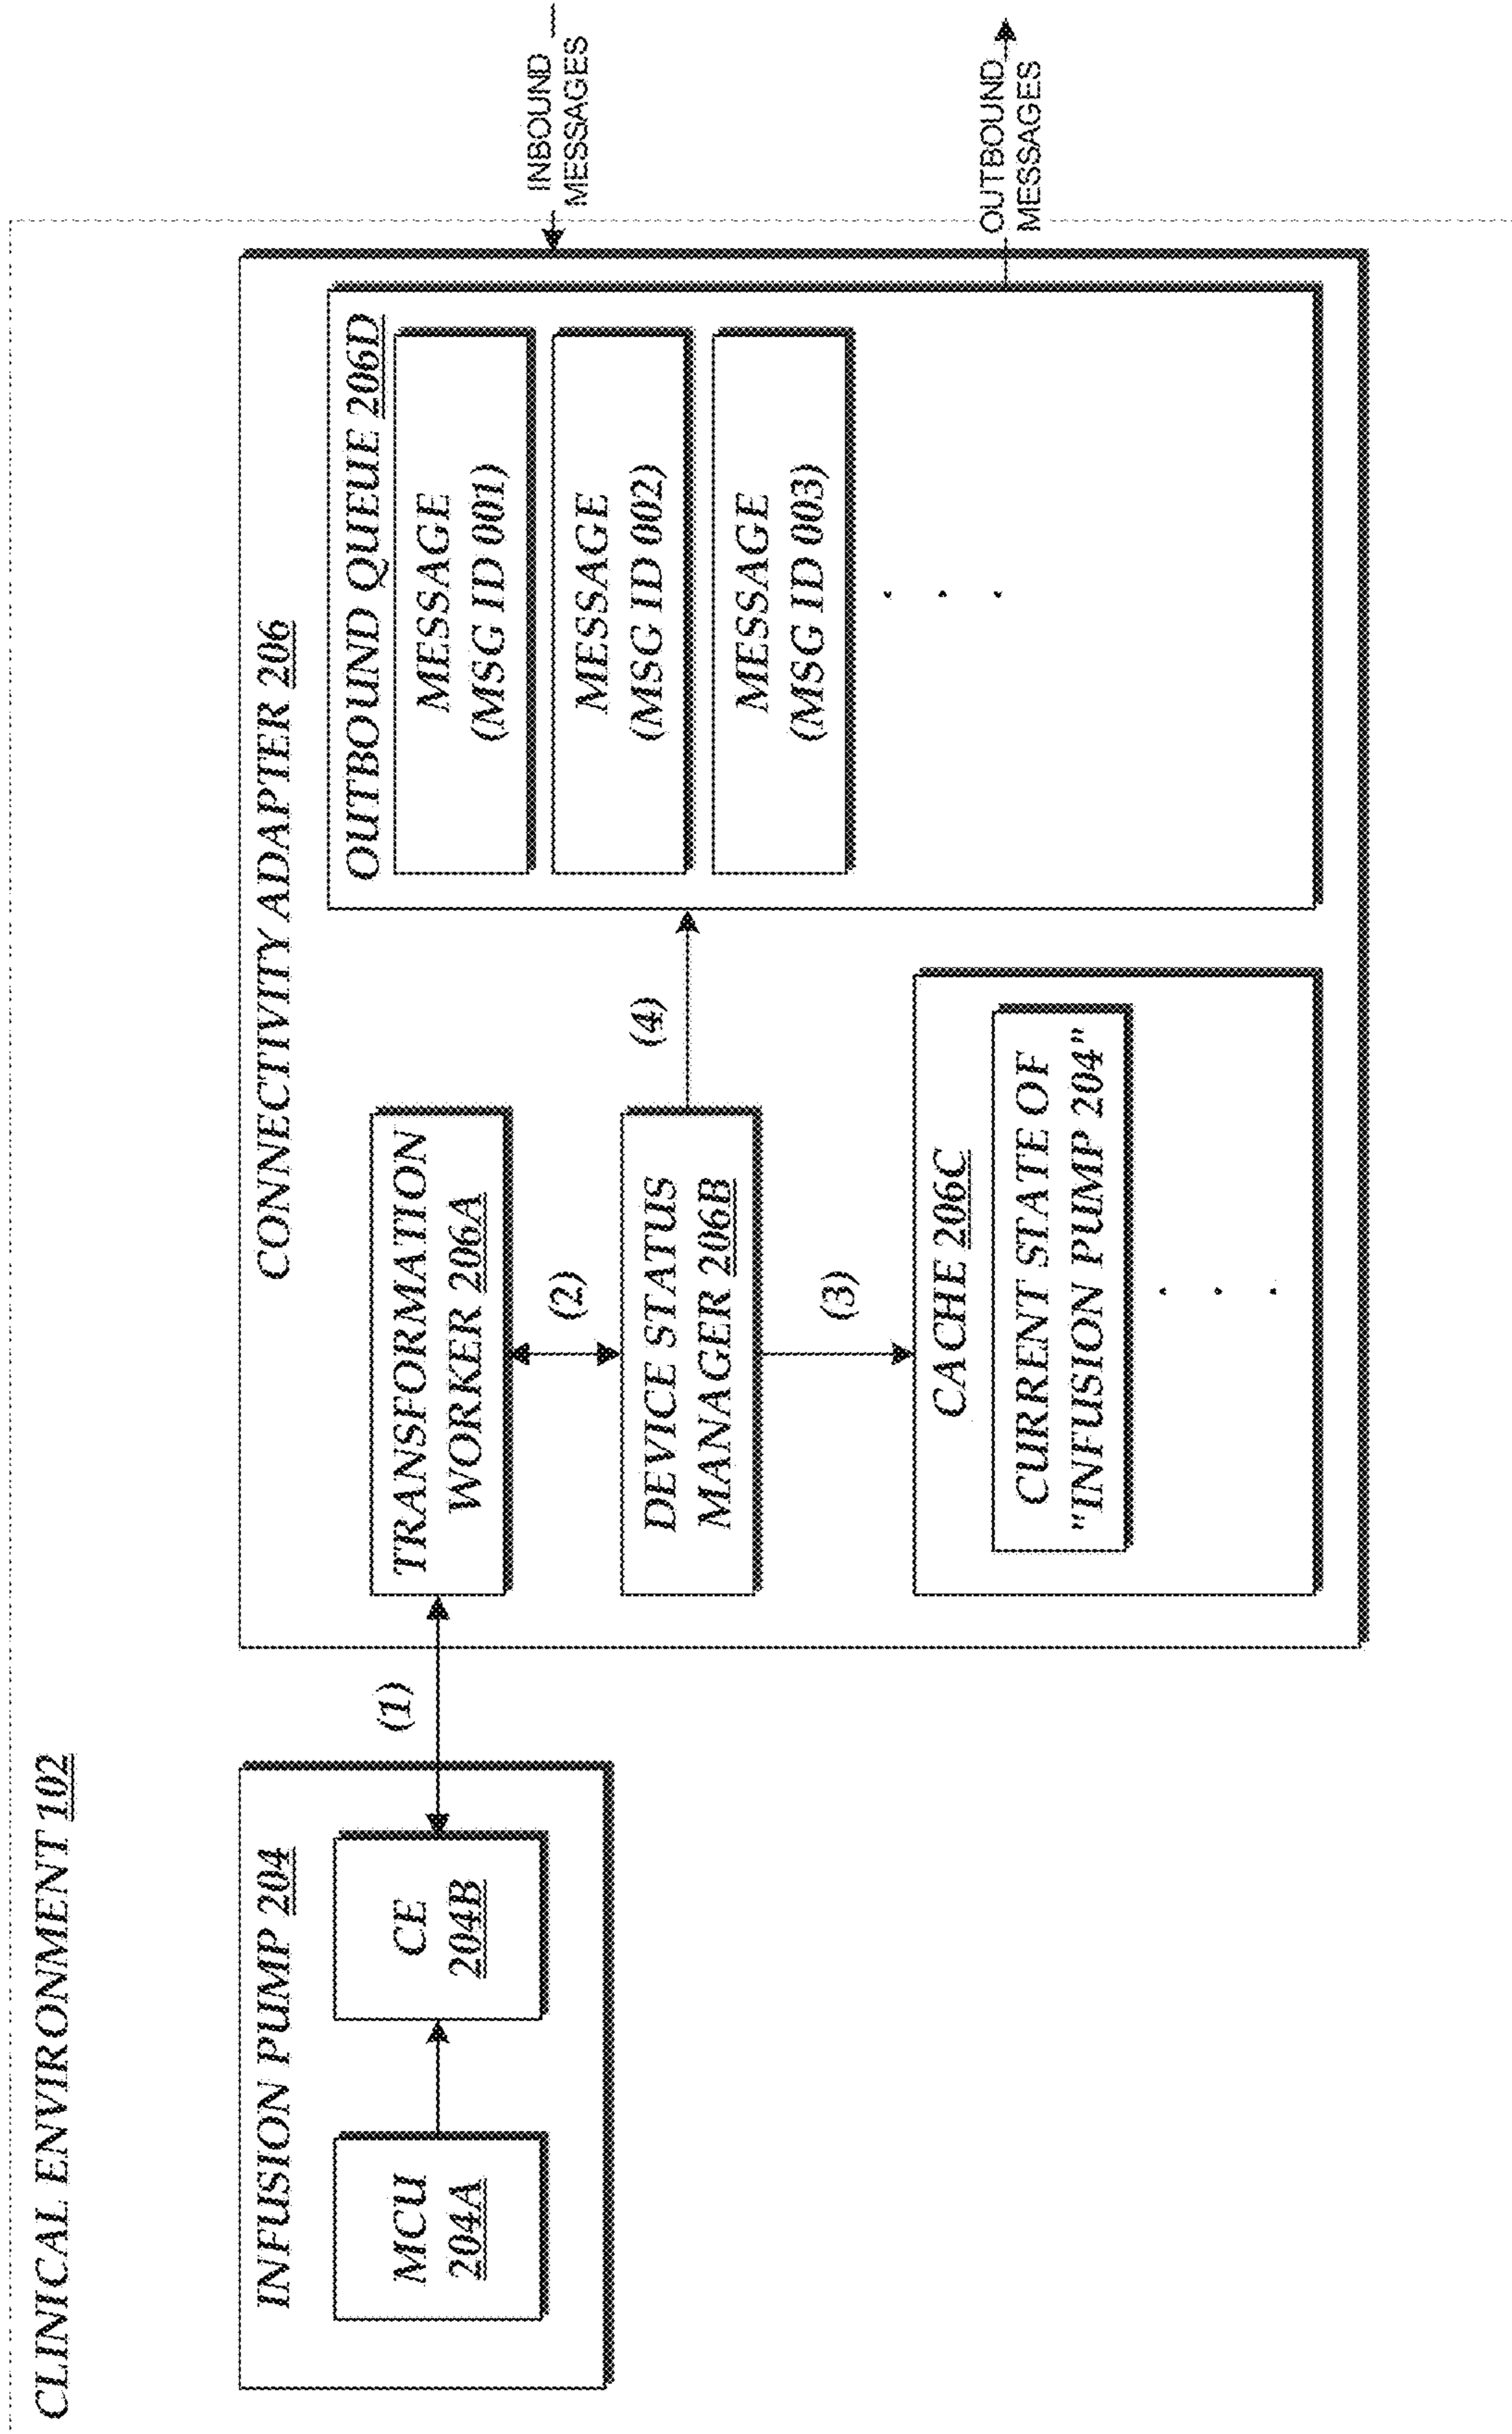 CLINICAL ENVIRONMENT 102
INFUSION PUMP 204
MCU
204A
CE
204B
(1)
CONNECTIVITY ADAPTER 206
TRANSFORMATION
WORKER 206A
(2)
DEVICE STATUS
MANAGER 206B
(3)
(4)
CACHE 206C
CURRENT STATE OF
"INFUSION PUMP 204"
OUTBOUND QUEUE 206D
MESSAGE
(MSG ID 001)
MESSAGE
(MSG ID 002)
MESSAGE
(MSG ID 003)
INBOUND
MESSAGES
OUTBOUND
MESSAGES